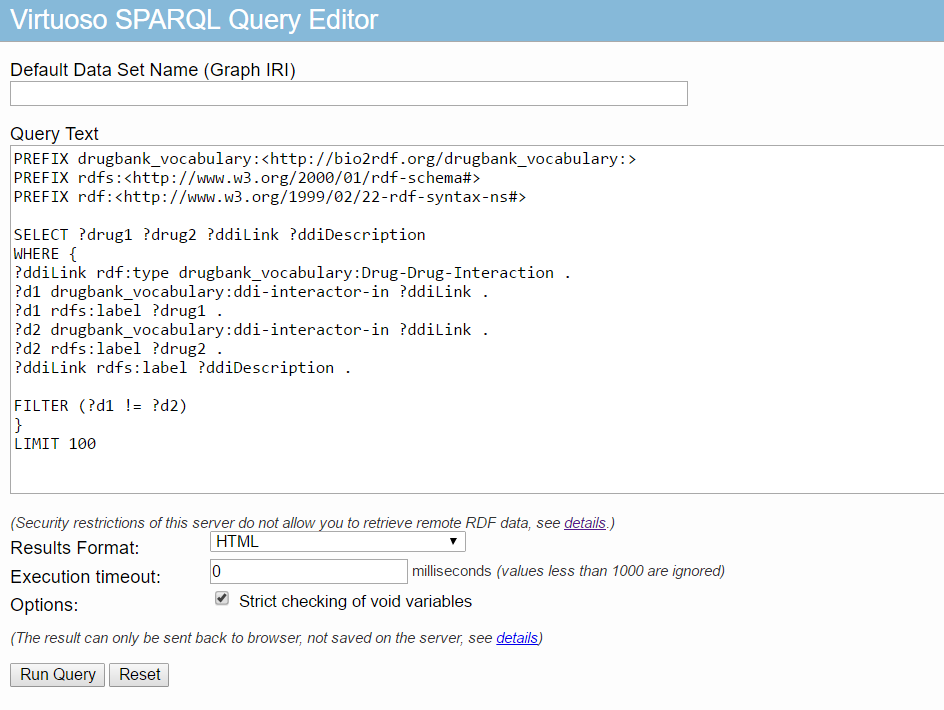 Virtuoso SPARQL Query Editor
Default Data Set Name (Graph IRI)
Query Text
PREFIX drugbank_vocabulary:<http://bio2rdf.org/drugbank_vocabulary:>
PREFIX rdfs:<http://www.w3.org/2000/01/rdf-schema#>
PREFIX rdf:<http://www.w3.org/1999/02/22-rdf-syntax-ns#>
SELECT ?drug1 ?drug2 ?ddiLink ?ddiDescription
WHERE {
?ddiLink rdf:type drugbank_vocabulary:Drug-Drug-Interaction .
?d1 drugbank_vocabulary:ddi-interactor-in ?ddiLink .
?d1 rdfs:label ?drug1 .
?d2 drugbank_vocabulary:ddi-interactor-in ?ddiLink .
?d2 rdfs:label ?drug2 .
?ddiLink rdfs:label ?ddiDescription .
FILTER (?d1 != ?d2)
}
LIMIT 100
(Security restrictions of this server do not allow you to retrieve remote RDF data, see details.)
Results Format: HTML
Execution timeout: 0 milliseconds (values less than 1000 are ignored)
Options: Strict checking of void variables
(The result can only be sent back to browser, not saved on the server, see details)
Run Query Reset